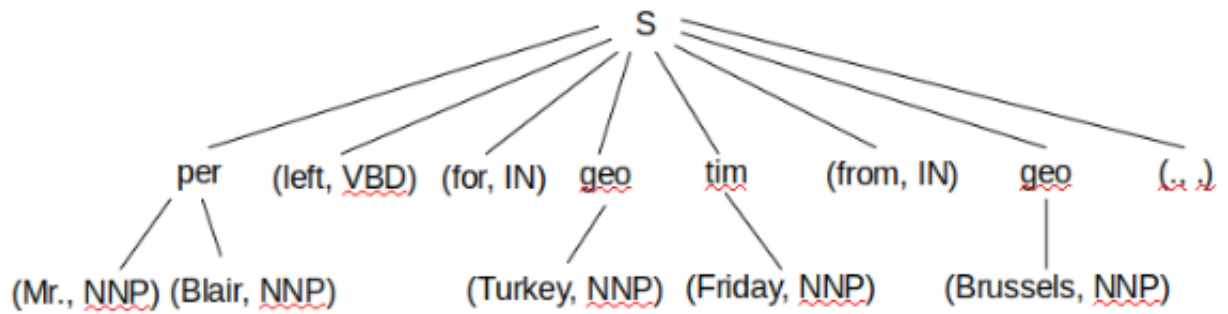 S
per (left, VBD) (for, IN) geo tim (from, IN) geo (., .)
(Mr., NNP) (Blair, NNP) (Turkey, NNP) (Friday, NNP) (Brussels, NNP)